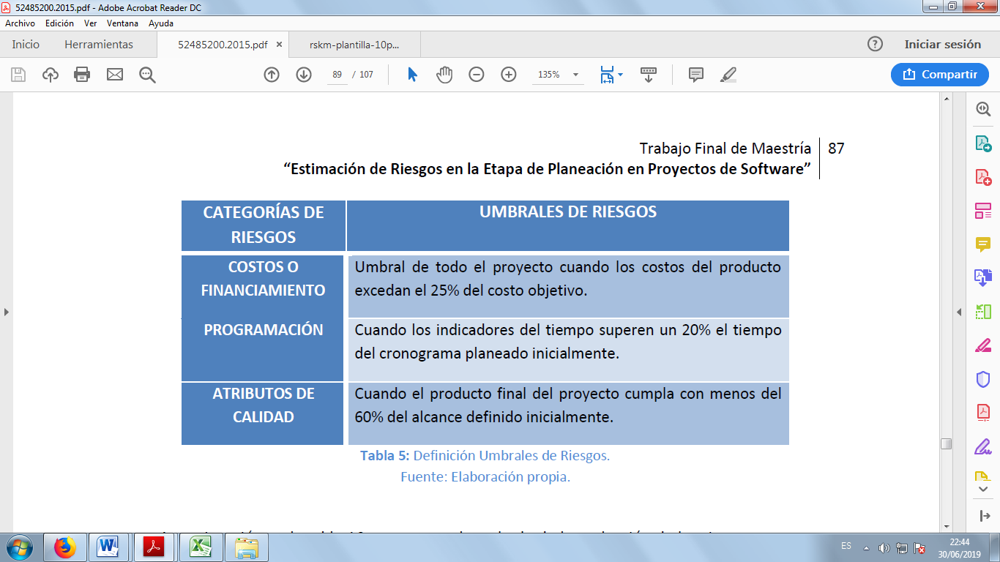 52485200.2015.pdf - Adobe Acrobat Reader DC
Archivo Edición Ver Ventana Ayuda
Inicio Herramientas 52485200.2015.pdf × rskm-plantilla-10p... ? Iniciar sesión
89 / 107 135% Compartir
Trabajo Final de Maestría 87
“Estimación de Riesgos en la Etapa de Planeación en Proyectos de Software”
CATEGORÍAS DE
RIESGOS
UMBRALES DE RIESGOS
COSTOS O
FINANCIAMIENTO
Umbral de todo el proyecto cuando los costos del producto
excedan el 25% del costo objetivo.
PROGRAMACIÓN
Cuando los indicadores del tiempo superen un 20% el tiempo
del cronograma planeado inicialmente.
ATRIBUTOS DE
CALIDAD
Cuando el producto final del proyecto cumpla con menos del
60% del alcance definido inicialmente.
Tabla 5: Definición Umbrales de Riesgos.
Fuente: Elaboración propia.
ES 22:44
30/06/2019